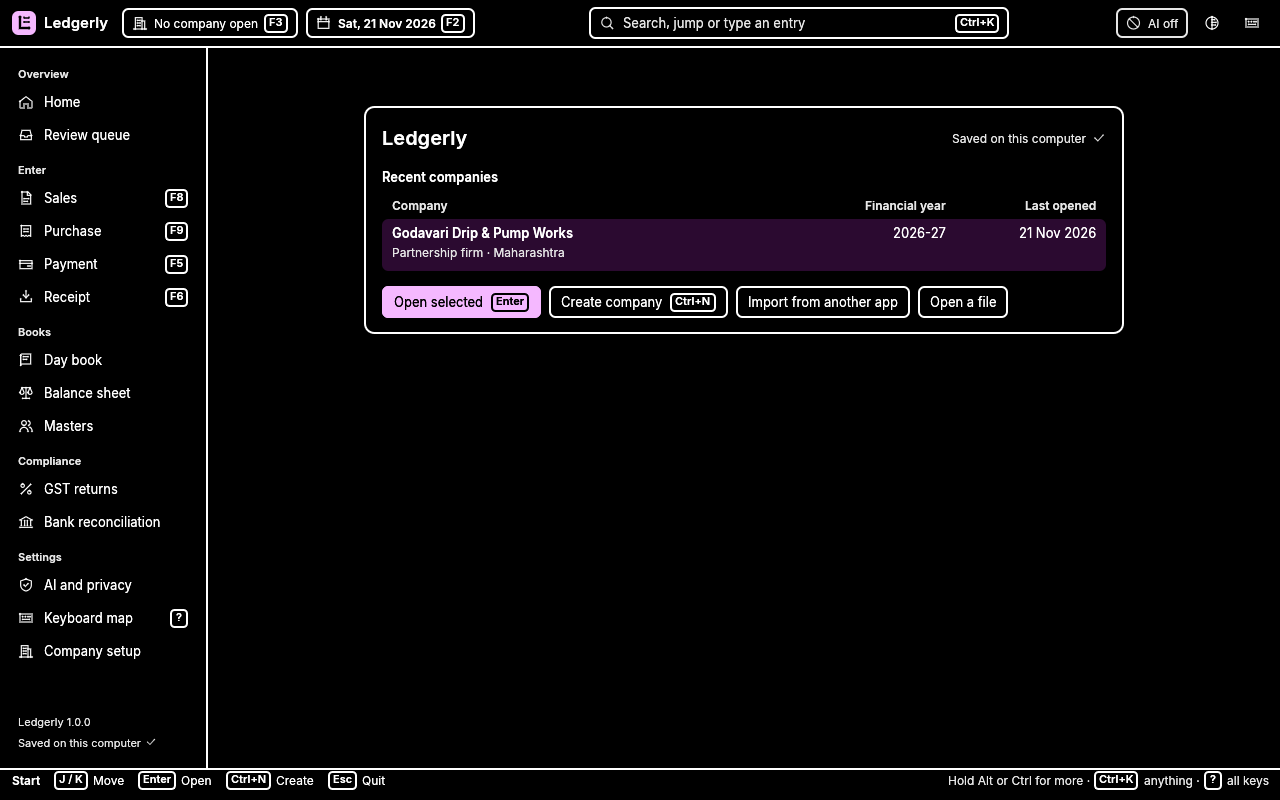 Ledgerly
No company open F3
Sat, 21 Nov 2026 F2
Search, jump or type an entry Ctrl+K
AI off
Overview
Home
Review queue
Enter
Sales F8
Purchase F9
Payment F5
Receipt F6
Books
Day book
Balance sheet
Masters
Compliance
GST returns
Bank reconciliation
Settings
AI and privacy
Keyboard map ?
Company setup
Ledgerly 1.0.0
Saved on this computer
Ledgerly
Saved on this computer
Recent companies
Company Financial year Last opened
Godavari Drip & Pump Works 2026-27 21 Nov 2026
Partnership firm · Maharashtra
Open selected Enter
Create company Ctrl+N
Import from another app
Open a file
Start J / K Move Enter Open Ctrl+N Create Esc Quit
Hold Alt or Ctrl for more · Ctrl+K anything · ? all keys